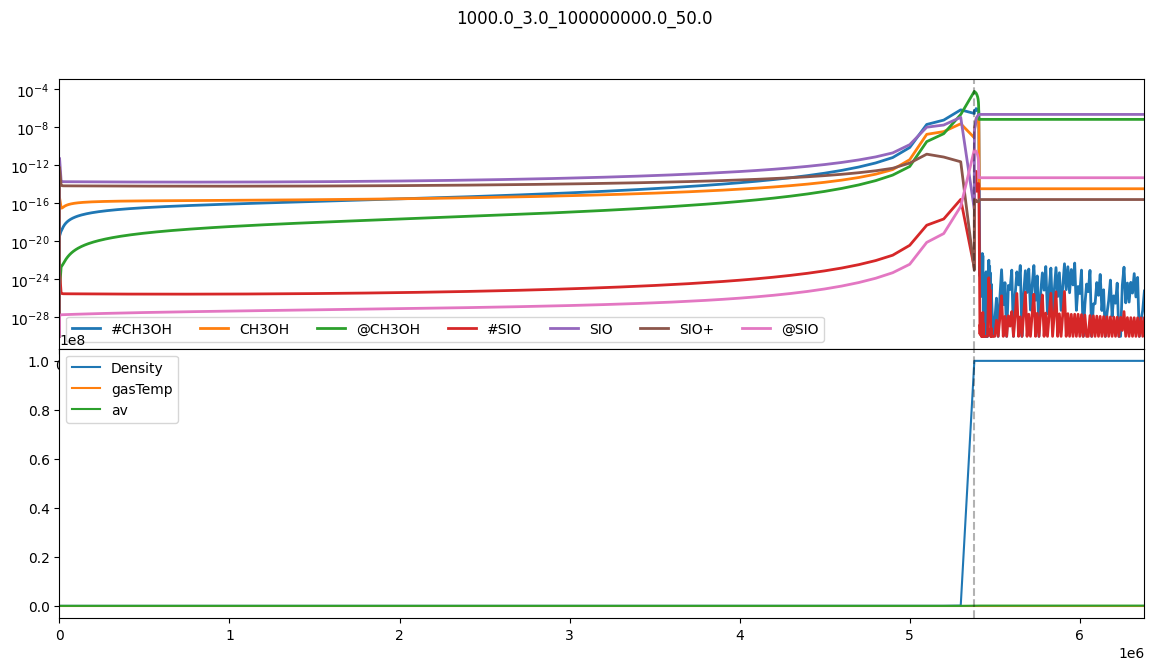 1000.0_3.0_100000000.0_50.0
10⁻⁴
10⁻⁸
10⁻¹²
10⁻¹⁶
10⁻²⁰
10⁻²⁴
10⁻²⁸
#CH3OH CH3OH @CH3OH #SIO SIO SIO+ @SIO
1e8
1.0
0.8
0.6
0.4
0.2
0.0
Density
gasTemp
av
0 1 2 3 4 5 6
1e6